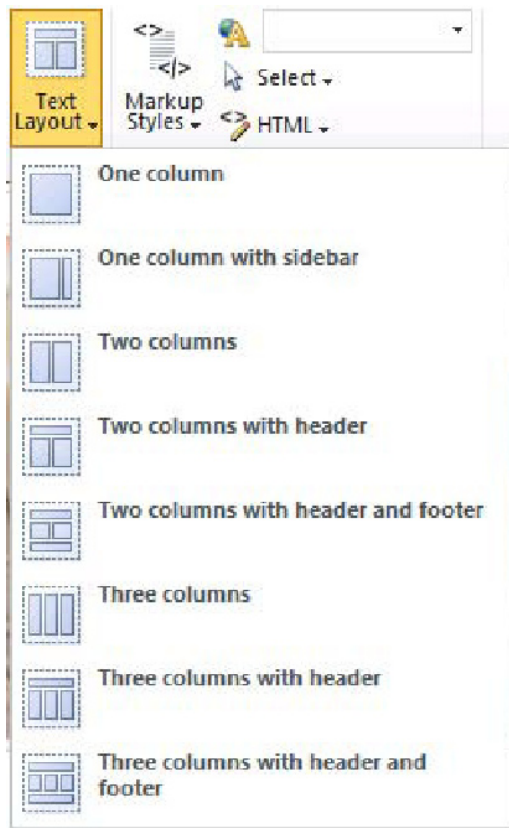 Text
Layout
Markup
Styles
Select
HTML
One column
One column with sidebar
Two columns
Two columns with header
Two columns with header and footer
Three columns
Three columns with header
Three columns with header and
footer